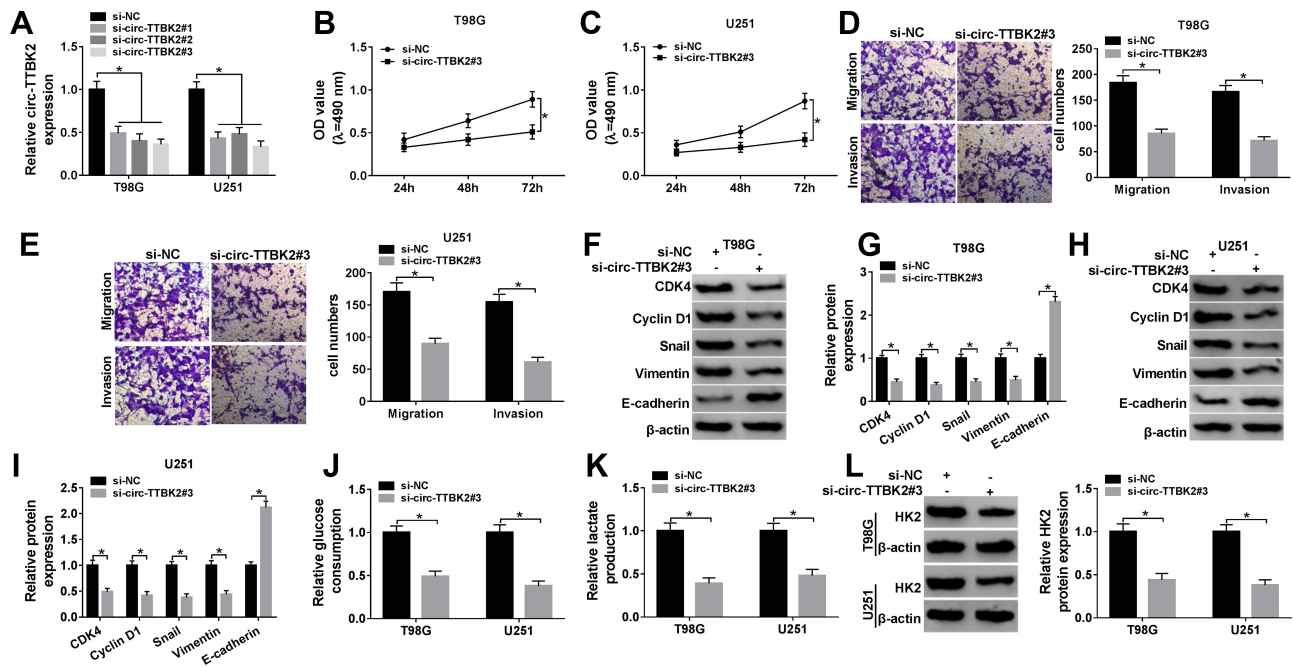 A
si-NC
si-circ-TTBK2#1
si-circ-TTBK2#2
si-circ-TTBK2#3
Relative circ-TTBK2
expression
1.5
1.0
0.5
0.0
*
*
T98G
U251
B
T98G
si-NC
si-circ-TTBK2#3
OD value
(λ=490 nm)
1.5
1.0
0.5
0.0
*
24h
48h
72h
C
U251
si-NC
si-circ-TTBK2#3
OD value
(λ=490 nm)
1.5
1.0
0.5
0.0
*
24h
48h
72h
D
si-NC
si-circ-TTBK2#3
Migration
Invasion
T98G
si-NC
si-circ-TTBK2#3
cell numbers
250
200
150
100
50
0
*
*
Migration
Invasion
E
si-NC
si-circ-TTBK2#3
Migration
Invasion
U251
si-NC
si-circ-TTBK2#3
cell numbers
200
150
100
50
0
*
*
Migration
Invasion
F
T98G
si-NC + -
si-circ-TTBK2#3 - +
CDK4
Cyclin D1
Snail
Vimentin
E-cadherin
β-actin
G
T98G
si-NC
si-circ-TTBK2#3
Relative protein
expression
3
2
1
0
*
*
*
*
*
CDK4
Cyclin D1
Snail
Vimentin
E-cadherin
H
U251
si-NC + -
si-circ-TTBK2#3 - +
CDK4
Cyclin D1
Snail
Vimentin
E-cadherin
β-actin
I
U251
si-NC
si-circ-TTBK2#3
Relative protein
expression
2.5
2.0
1.5
1.0
0.5
0.0
*
*
*
*
*
CDK4
Cyclin D1
Snail
Vimentin
E-cadherin
J
si-NC
si-circ-TTBK2#3
Relative glucose
consumption
1.5
1.0
0.5
0.0
*
*
T98G
U251
K
si-NC
si-circ-TTBK2#3
Relative lactate
production
1.5
1.0
0.5
0.0
*
*
T98G
U251
L
si-NC + -
si-circ-TTBK2#3 - +
T98G
HK2
β-actin
U251
HK2
β-actin
si-NC
si-circ-TTBK2#3
Relative HK2
protein expression
1.5
1.0
0.5
0.0
*
*
T98G
U251